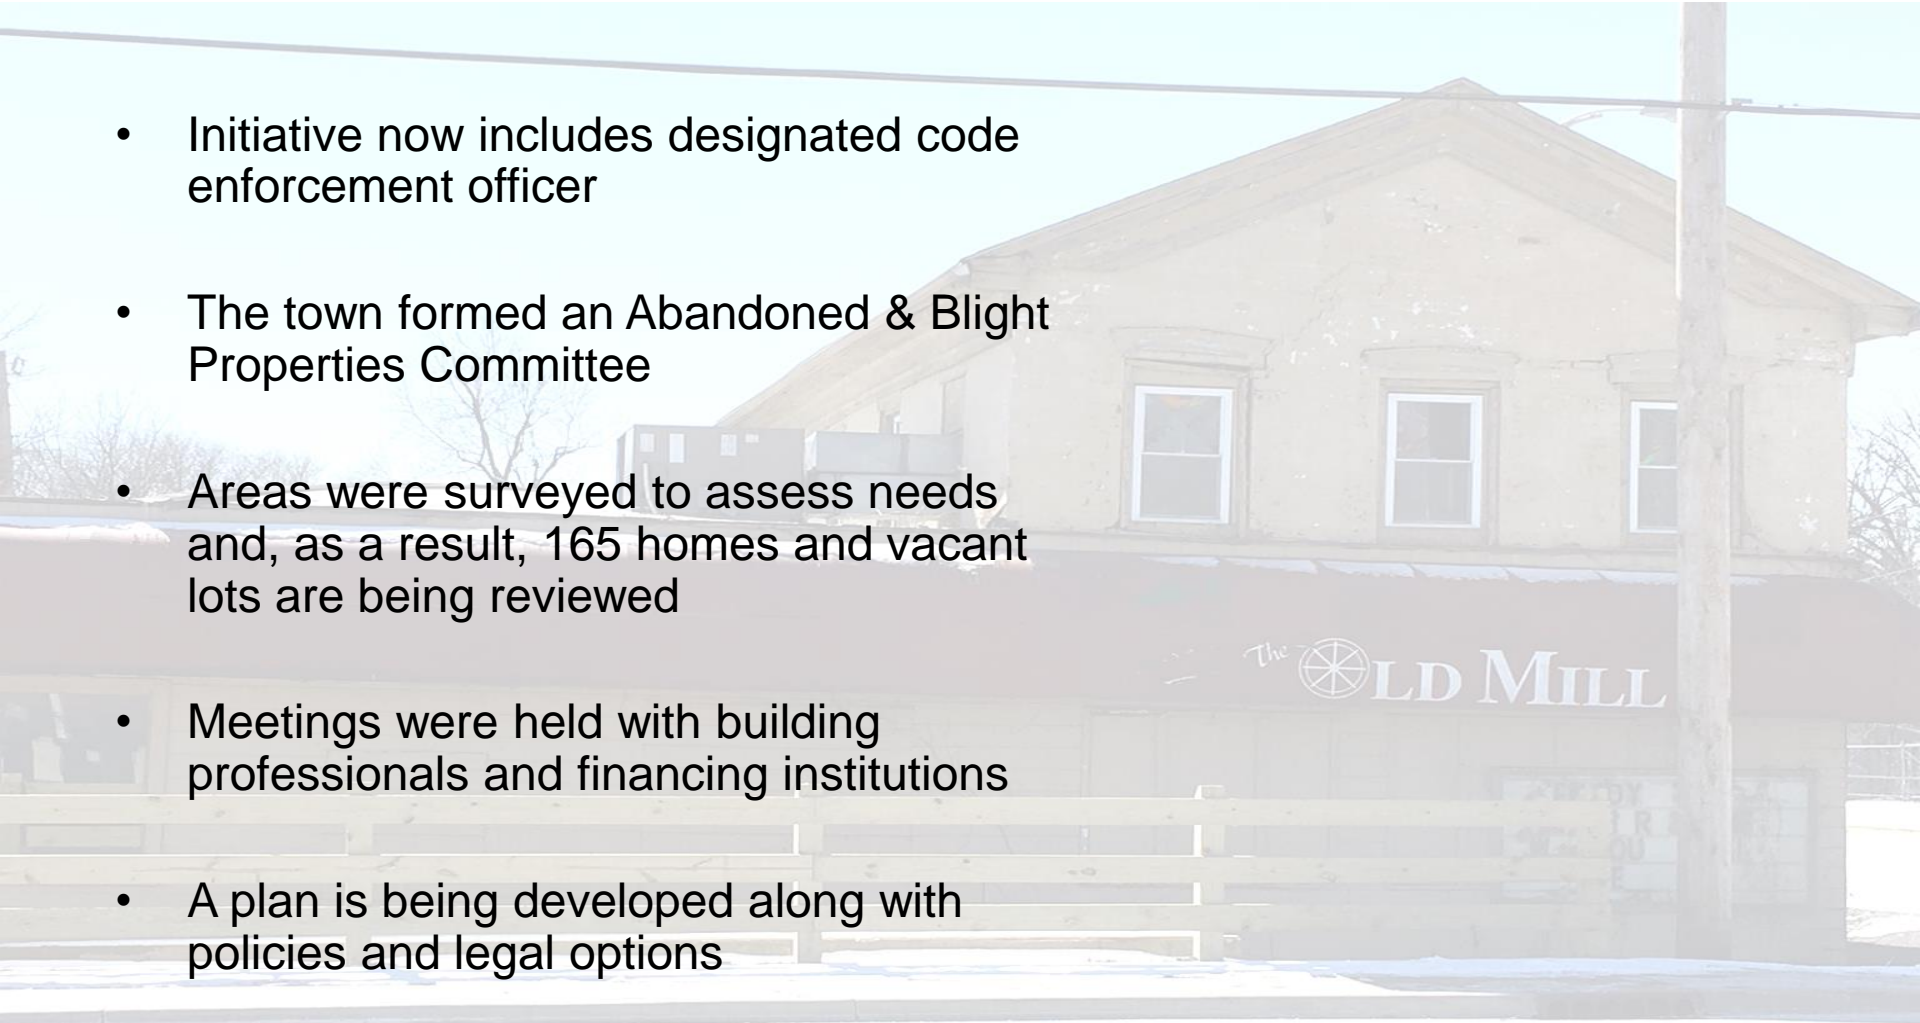 • Initiative now includes designated code
enforcement officer
• The town formed an Abandoned & Blight
Properties Committee
• Areas were surveyed to assess needs
and, as a result, 165 homes and vacant
lots are being reviewed
The OLD MILL
• Meetings were held with building
professionals and financing institutions
• A plan is being developed along with
policies and legal options